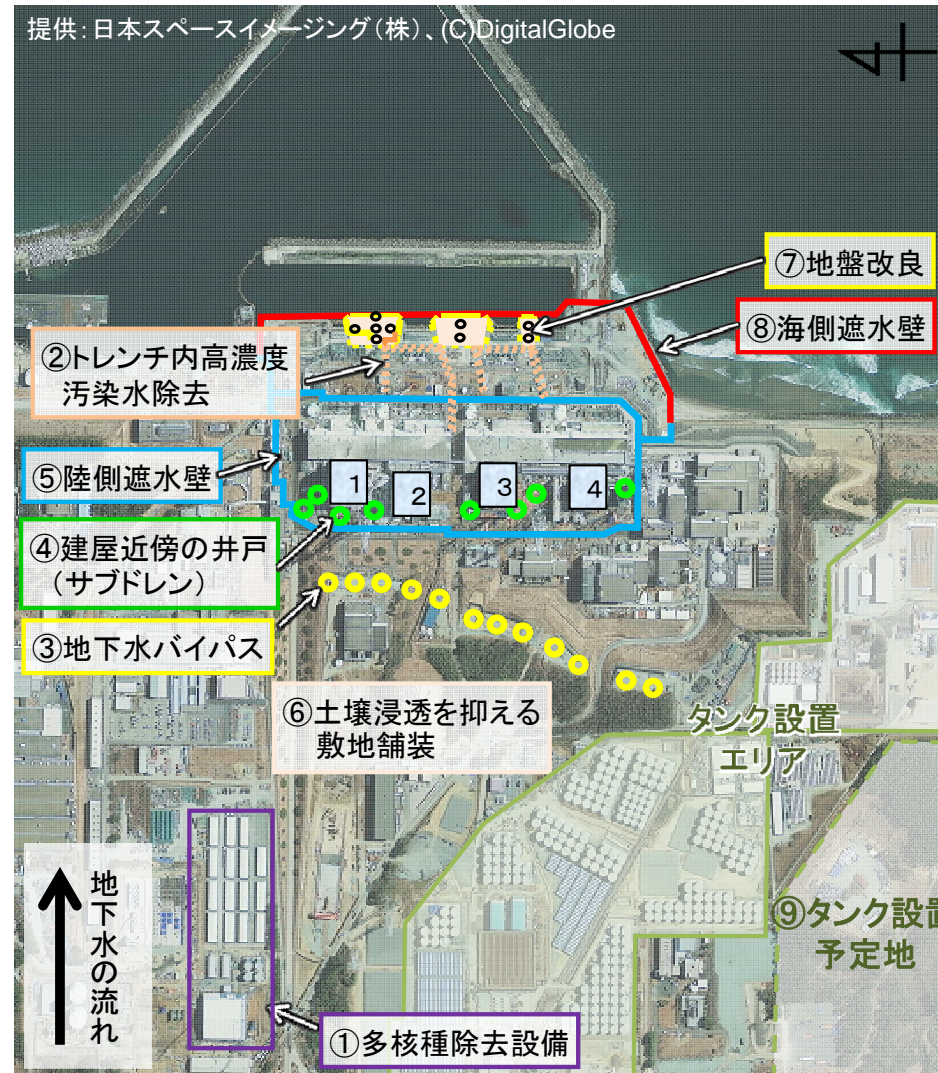 提供：日本スペースイメージング（株）、(C)DigitalGlobe
⑦地盤改良
⑧海側遮水壁
②トレンチ内高濃度
汚染水除去
⑤陸側遮水壁
1
2
3
4
④建屋近傍の井戸
（サブドレン）
③地下水バイパス
⑥土壌浸透を抑える
敷地舗装
タンク設置
エリア
地下水の流れ
⑨タンク設置
予定地
①多核種除去設備